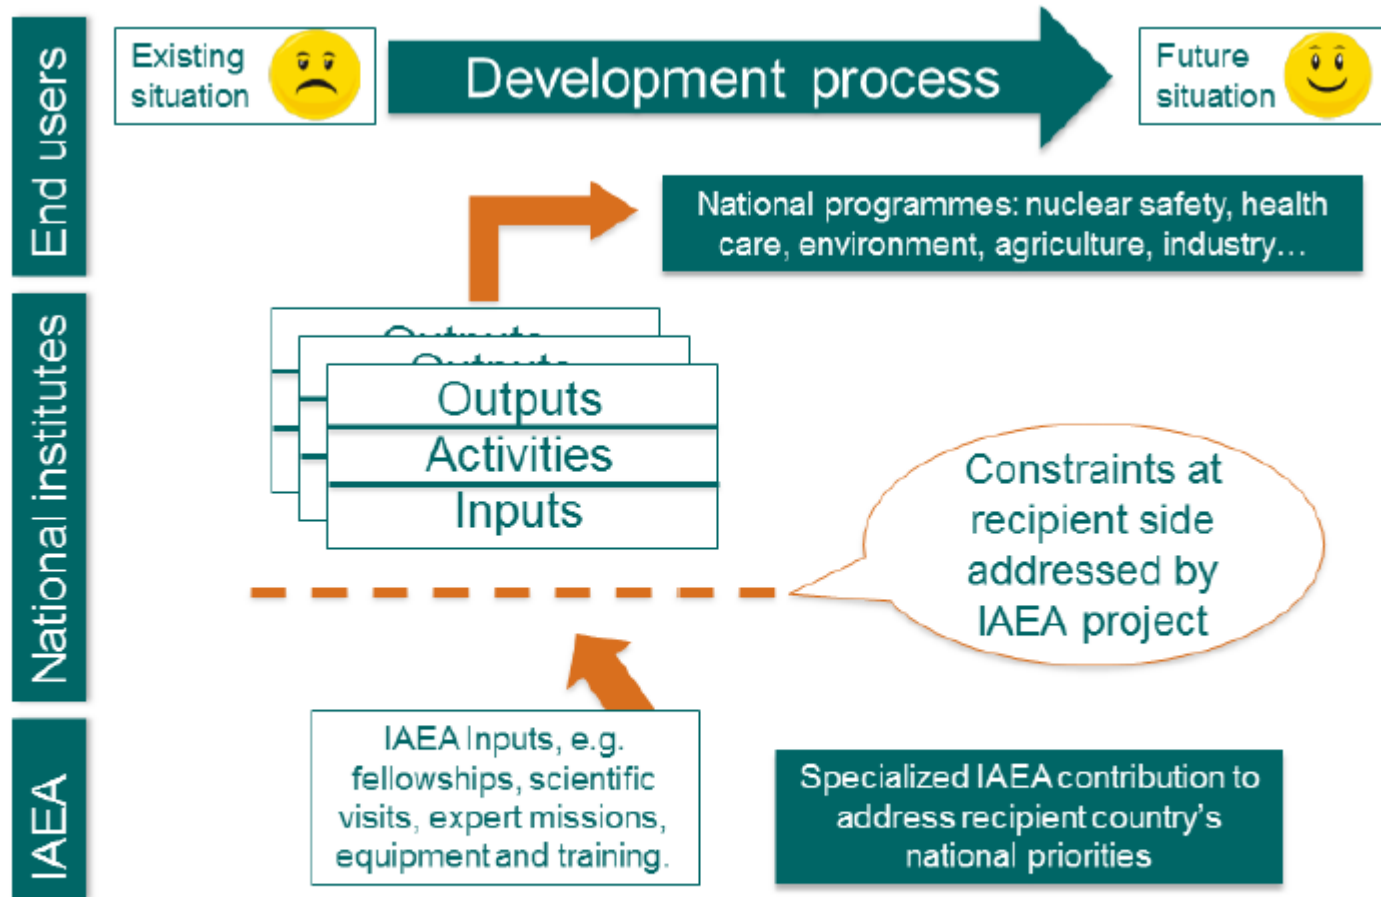 End users
Existing
situation
Development process
Future
situation
National programmes: nuclear safety, health
care, environment, agriculture, industry...
National institutes
Outputs
Outputs
Outputs
Activities
Inputs
Constraints at
recipient side
addressed by
IAEA project
IAEA
IAEA Inputs, e.g.
fellowships, scientific
visits, expert missions,
equipment and training.
Specialized IAEA contribution to
address recipient country's
national priorities